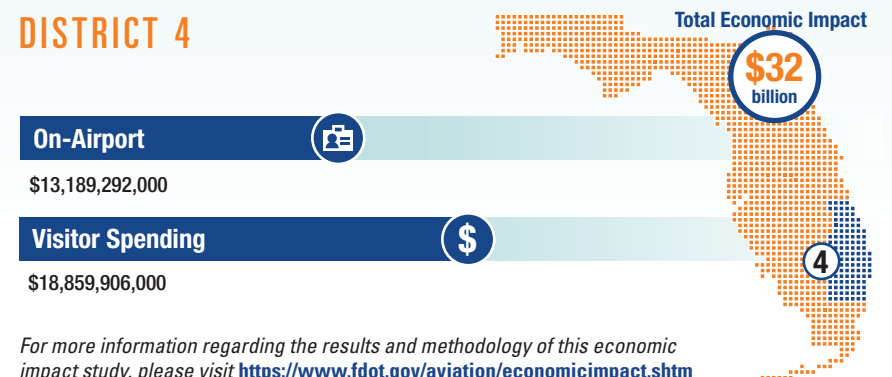 DISTRICT 4
Total Economic Impact
$32
billion
On-Airport
$13,189,292,000
Visitor Spending
$
$18,859,906,000
4
For more information regarding the results and methodology of this economic
impact study, please visit https://www.fdot.gov/aviation/economicimpact.shtm